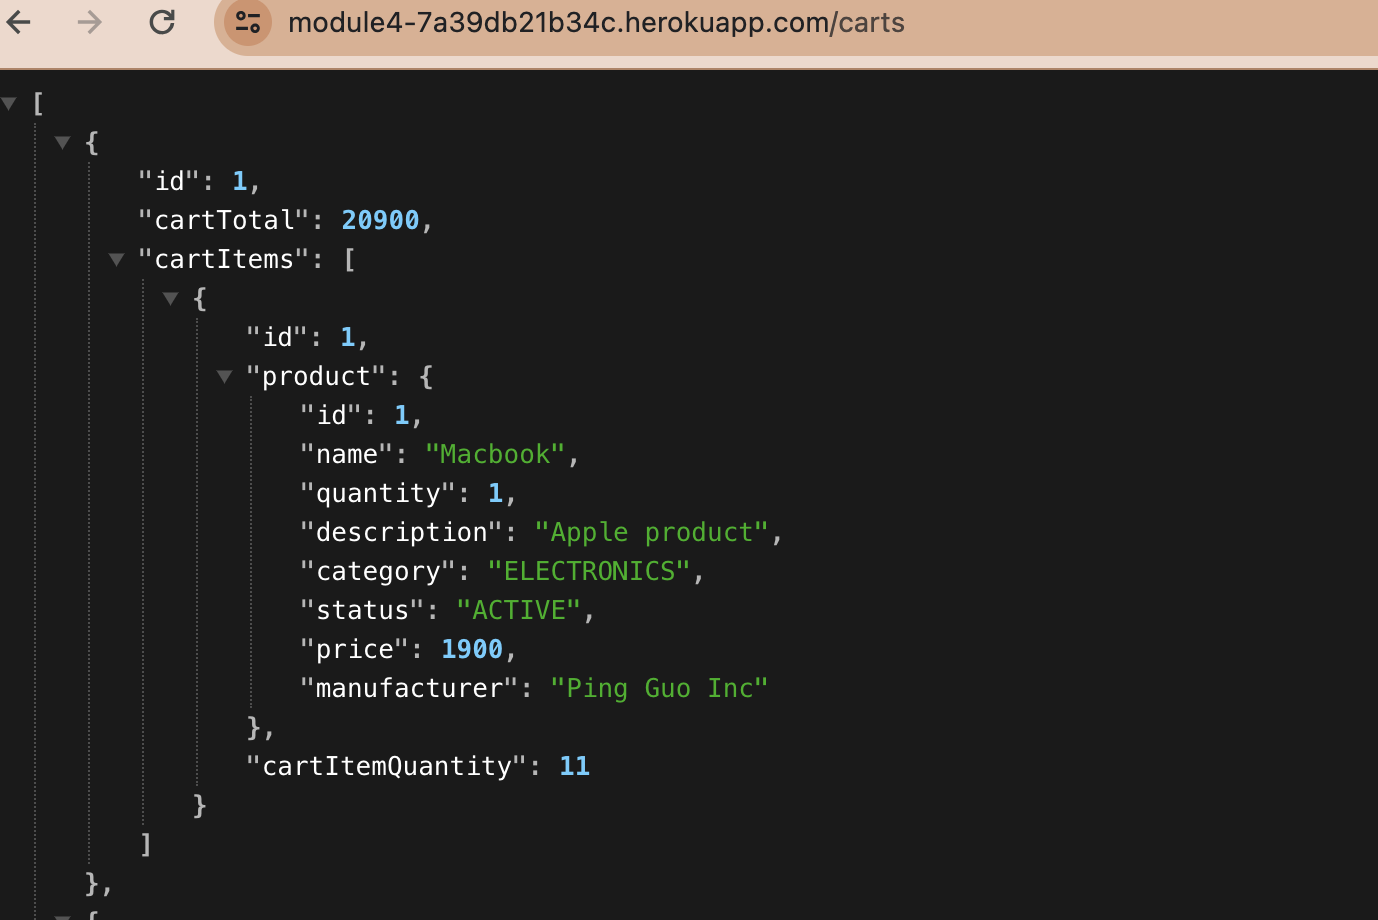 module4-7a39db21b34c.herokuapp.com/carts
[
{
"id": 1,
"cartTotal": 20900,
"cartItems": [
{
"id": 1,
"product": {
"id": 1,
"name": "Macbook",
"quantity": 1,
"description": "Apple product",
"category": "ELECTRONICS",
"status": "ACTIVE",
"price": 1900,
"manufacturer": "Ping Guo Inc"
},
"cartItemQuantity": 11
}
]
},
{